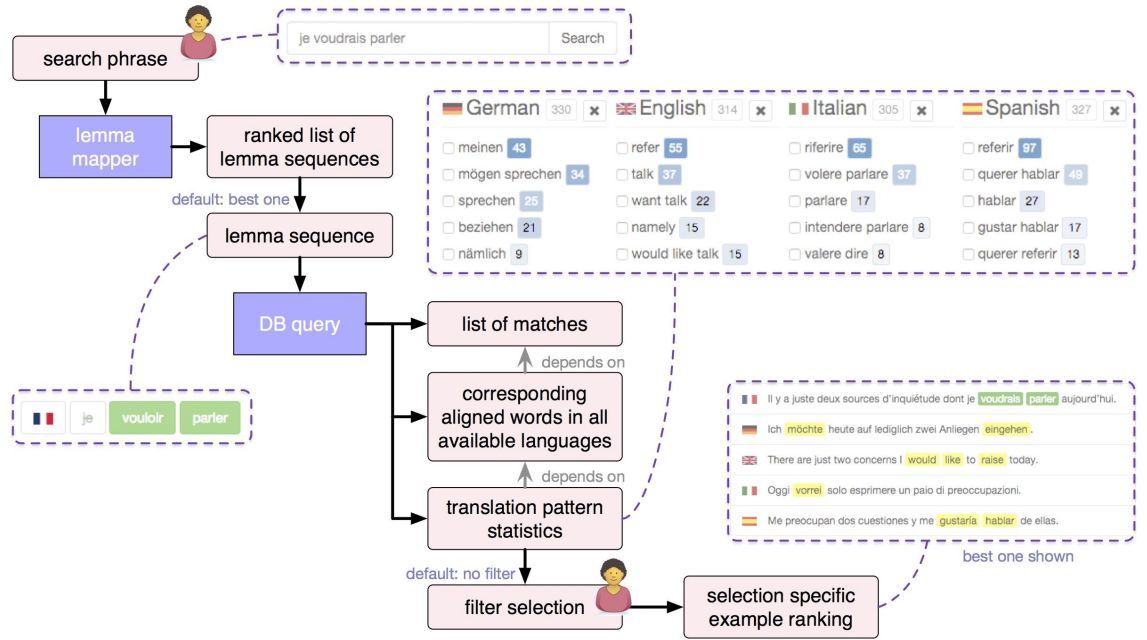 search phrase
je voudrais parler
Search
lemma
mapper
ranked list of
lemma sequences
default: best one
lemma sequence
DB query
German 330
meinen 43
mögen sprechen 34
sprechen 25
beziehen 21
nämlich 9
English 314
refer 55
talk 37
want talk 22
namely 15
would like talk 15
Italian 305
riferire 65
volere parlare 37
parlare 17
intendere parlare 8
valere dire 8
Spanish 327
referir 97
querer hablar 49
hablar 27
gustar hablar 17
querer referir 13
list of matches
depends on
corresponding
aligned words in all
available languages
depends on
translation pattern
statistics
default: no filter
filter selection
selection specific
example ranking
je vouloir parler
Il y a juste deux sources d'inquiétude dont je voudrais parler aujourd'hui.
Ich möchte heute auf lediglich zwei Anliegen eingehen.
There are just two concerns I would like to raise today.
Oggi vorrei solo esprimere un paio di preoccupazioni.
Me preocupan dos cuestiones y me gustaría hablar de ellas.
best one shown